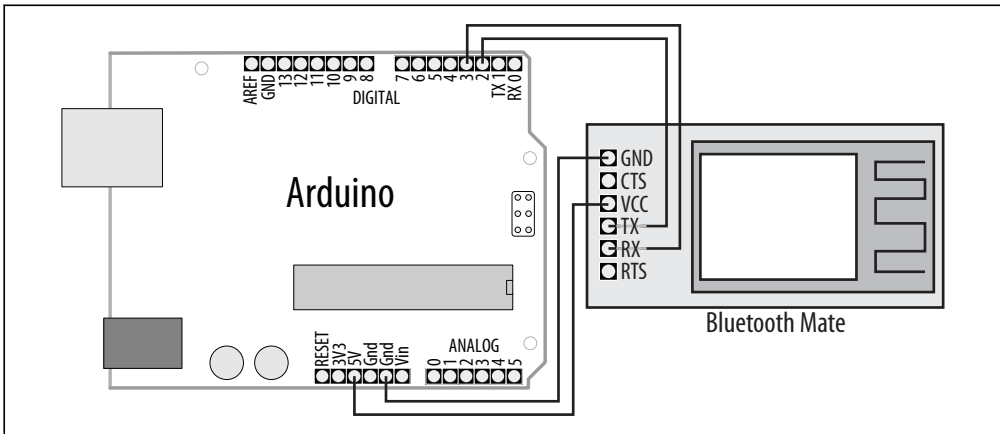 AREF
GND
13
12
11
10
9
8
7
6
5
4
3
2
TX 1
RX 0
DIGITAL
Arduino
GND
CTS
VCC
TX
RX
RTS
Bluetooth Mate
RESET
3V3
5V
Gnd
Gnd
Vin
ANALOG
0
1
2
3
4
5